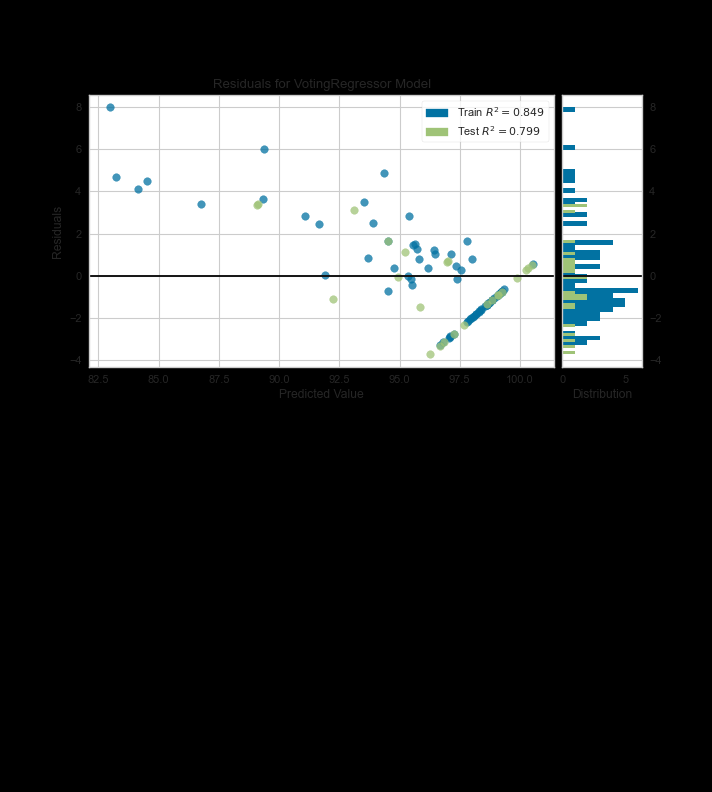 Residuals for VotingRegressor Model
Train R² = 0.849
Test R² = 0.799
Residuals
8
6
4
2
0
−2
−4
82.5 85.0 87.5 90.0 92.5 95.0 97.5 100.0
Predicted Value
8
6
4
2
0
−2
−4
0 5
Distribution